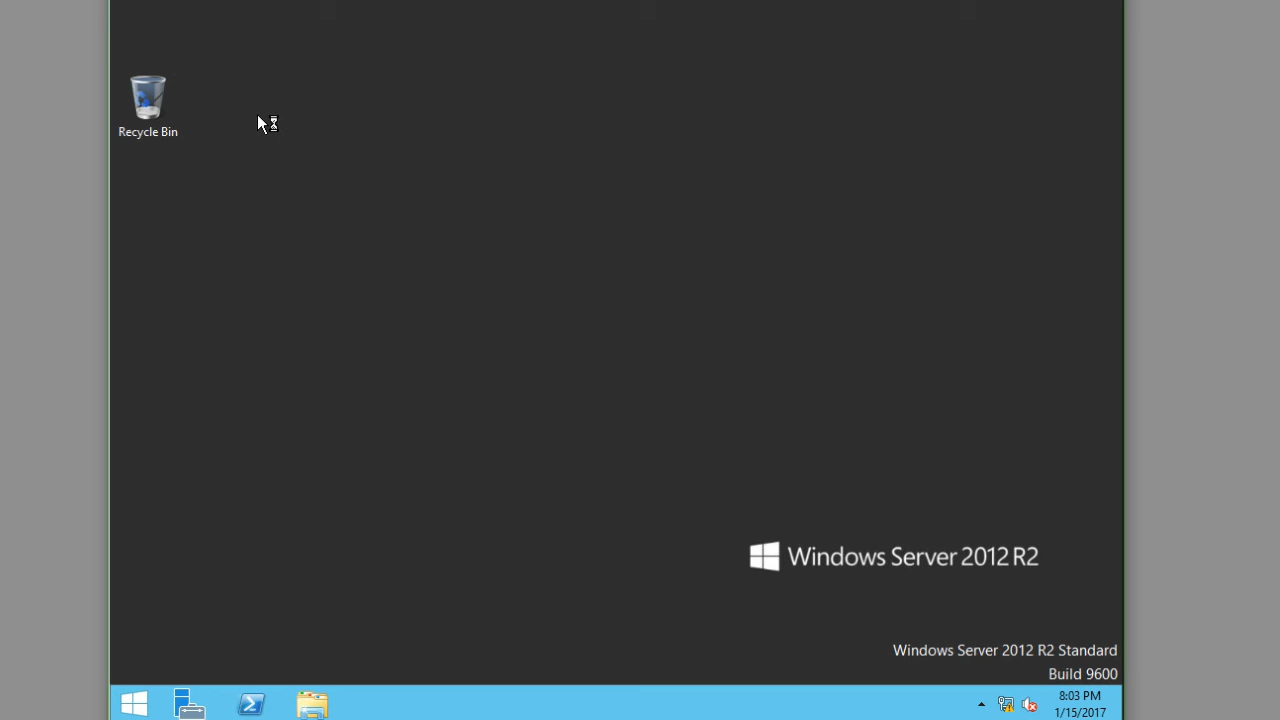 Recycle Bin
Windows Server 2012 R2
Windows Server 2012 R2 Standard
Build 9600
8:03 PM
1/15/2017